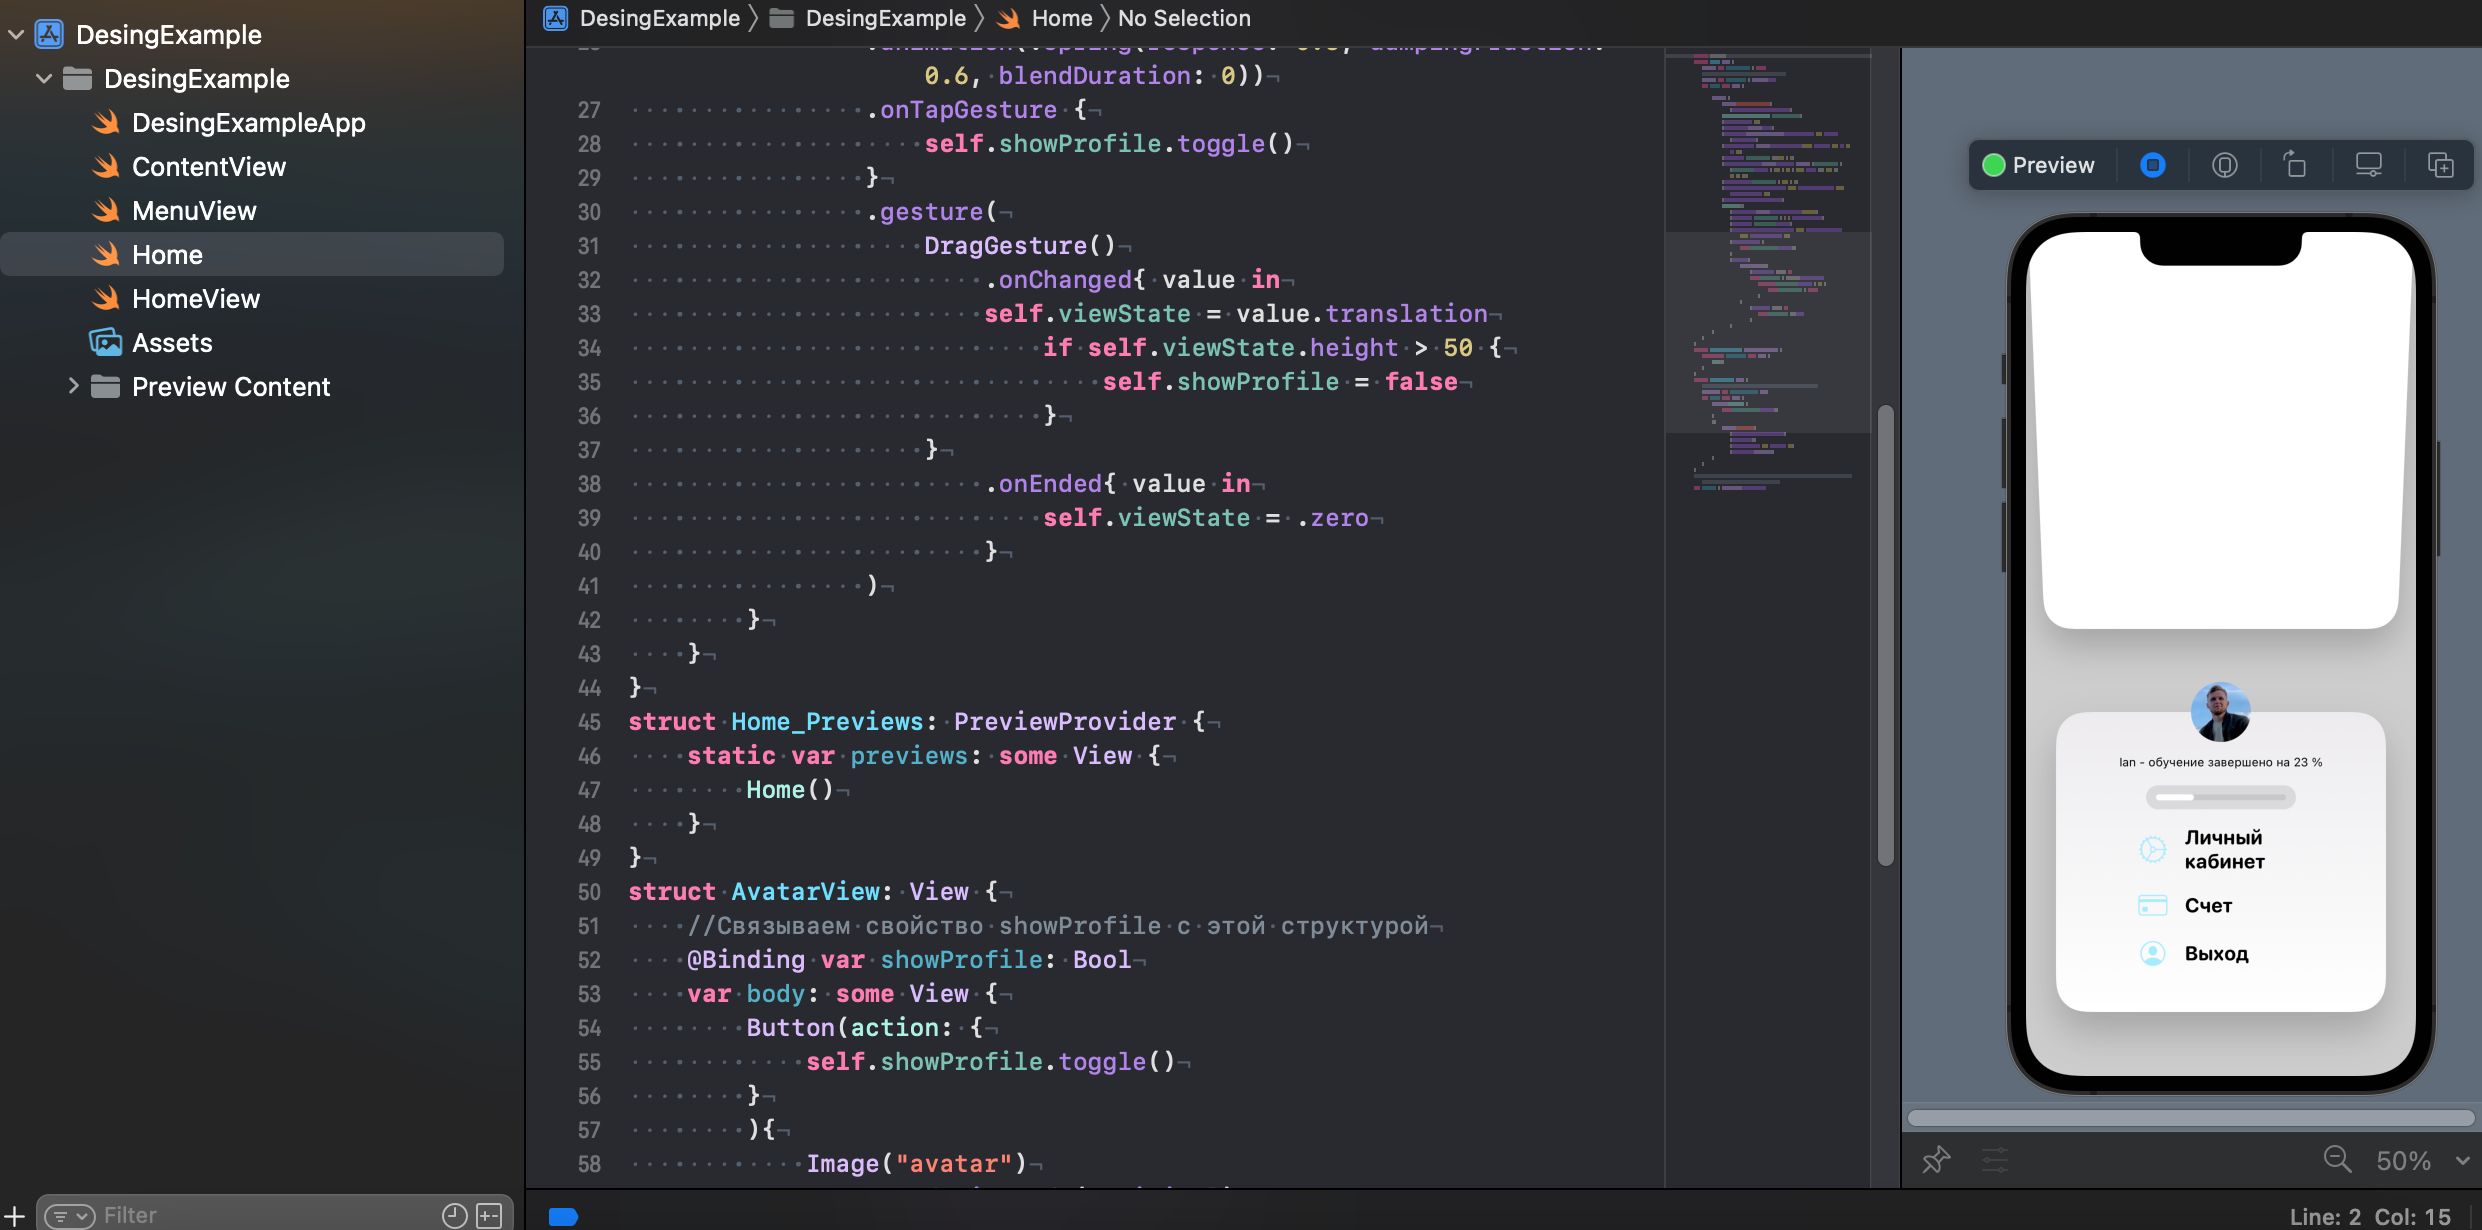 DesingExample
DesingExample
DesingExampleApp
ContentView
MenuView
Home
HomeView
Assets
Preview Content
Filter
DesingExample DesingExample Home No Selection
0.6, blendDuration: 0))
27 .onTapGesture {
28 self.showProfile.toggle()
29 }
30 .gesture(
31 DragGesture()
32 .onChanged{ value in
33 self.viewState = value.translation
34 if self.viewState.height > 50 {
35 self.showProfile = false
36 }
37 }
38 .onEnded{ value in
39 self.viewState = .zero
40 }
41 )
42 }
43 }
44 }
45 struct Home_Previews: PreviewProvider {
46 static var previews: some View {
47 Home()
48 }
49 }
50 struct AvatarView: View {
51 //Связываем свойство showProfile с этой структурой
52 @Binding var showProfile: Bool
53 var body: some View {
54 Button(action: {
55 self.showProfile.toggle()
56 }
57 ){
58 Image("avatar")
Preview
Ian - обучение завершено на 23 %
Личный
кабинет
Счет
Выход
50%
Line: 2 Col: 15